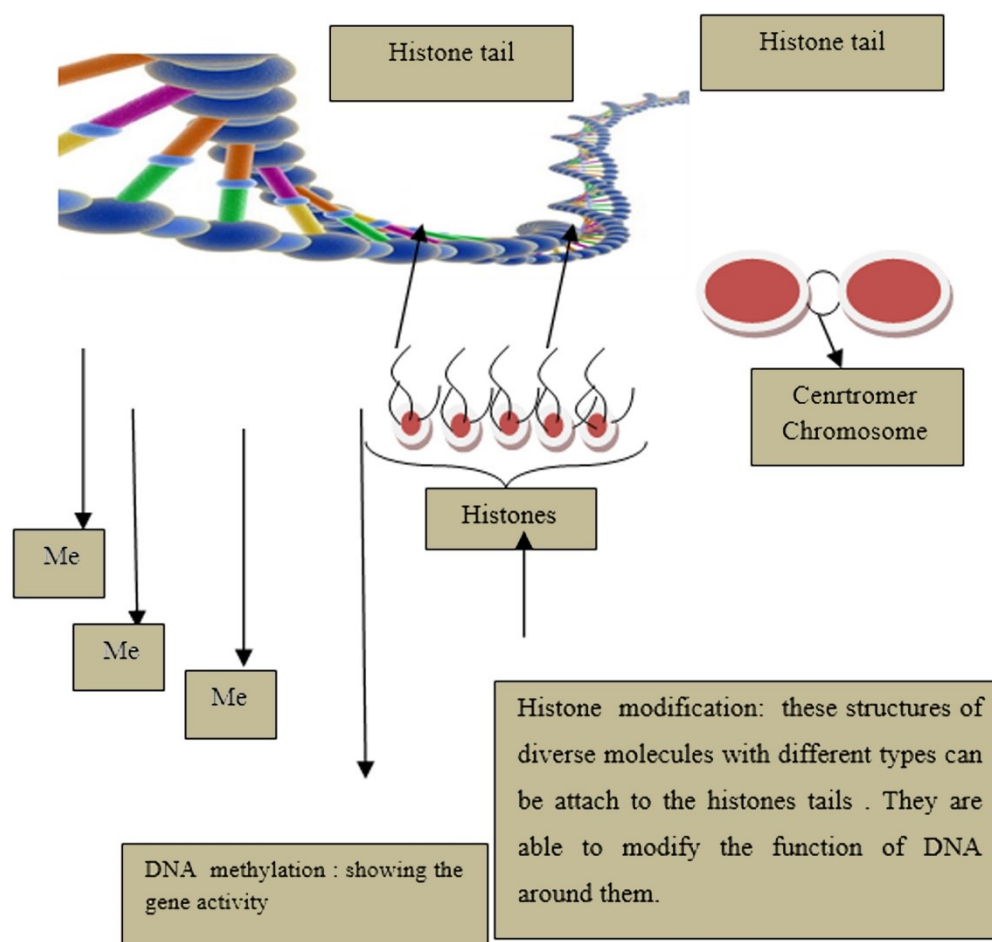 Histone tail
Histone tail
Cenrtromer
Chromosome
Histones
Me
Me
Me
Histone modification: these structures of
diverse molecules with different types can
be attach to the histones tails . They are
able to modify the function of DNA
around them.
DNA methylation : showing the
gene activity